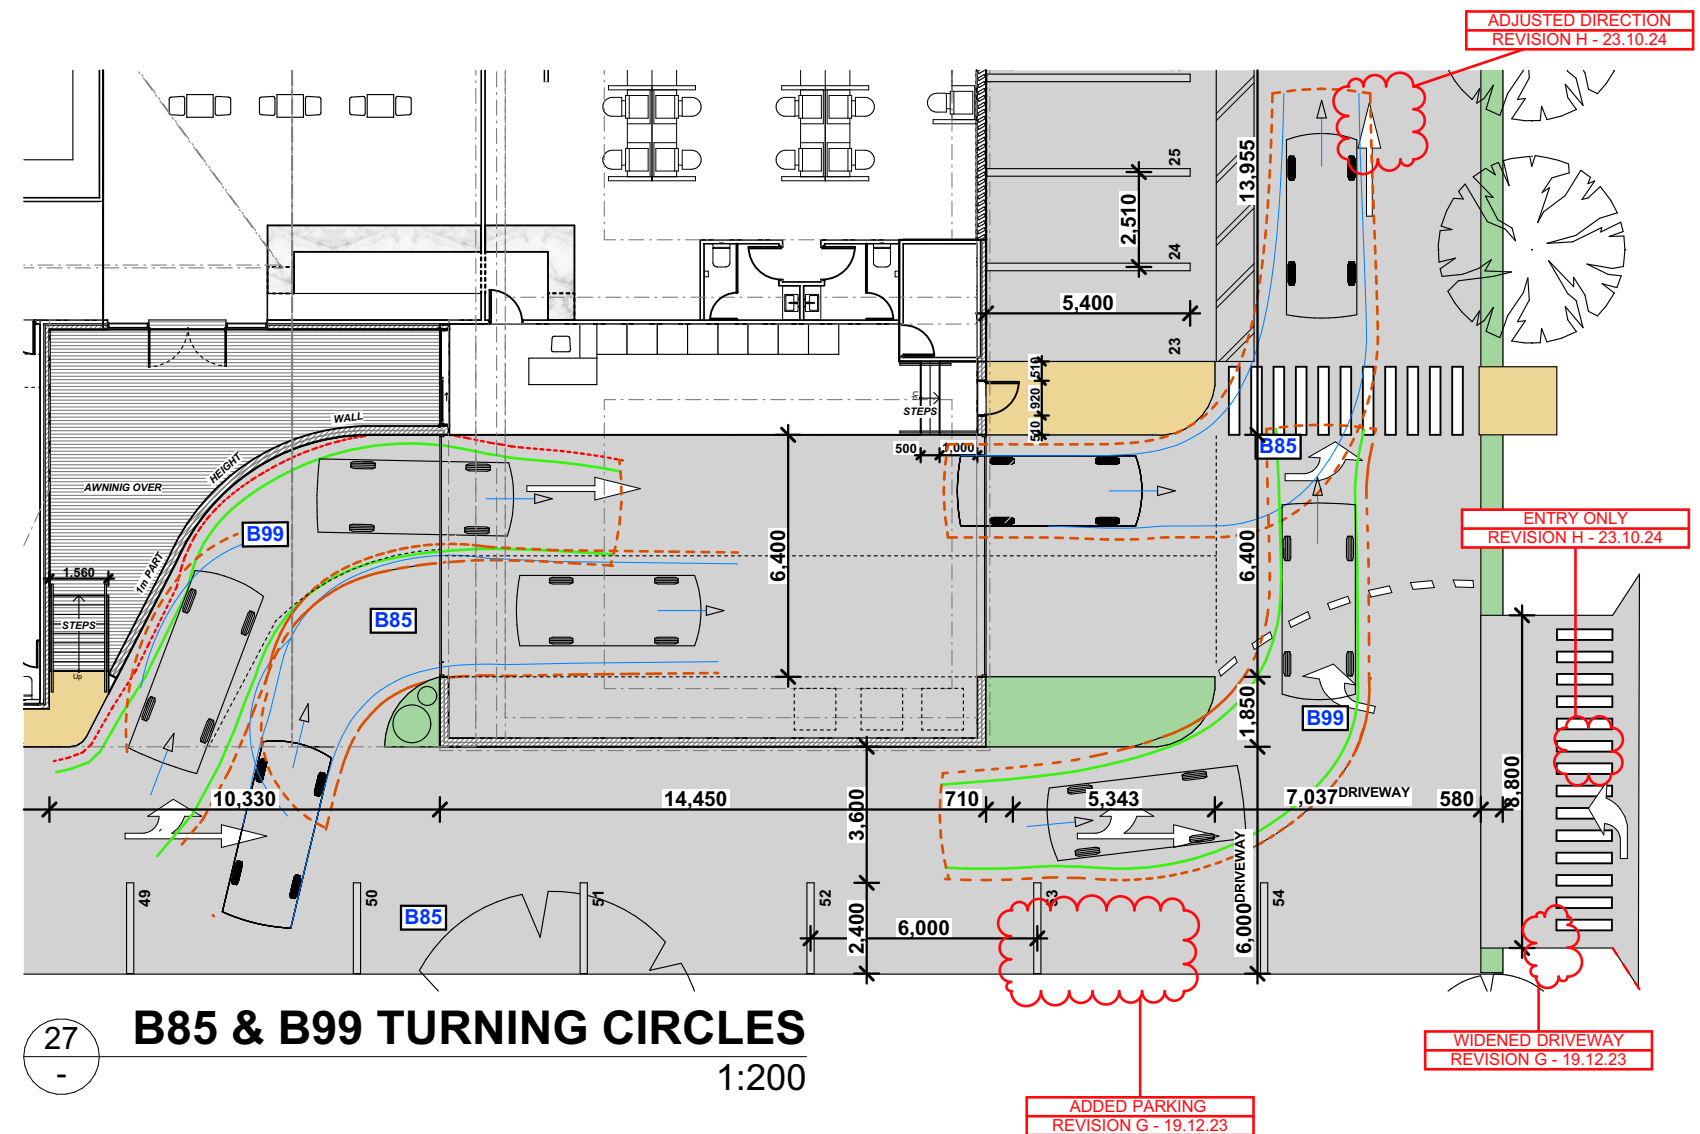 ADJUSTED DIRECTION
REVISION H - 23.10.24
25
13,955
2,510
24
5,400
23
510
920
540
WALL
STEPS
HEIGHT
AWNINIG OVER
B85
500
1,000
B99
ENTRY ONLY
REVISION H - 23.10.24
6,400
6,400
1.560
1m PART
STEPS
B85
Up
1,850
B99
8,800
10,330
14,450
710
5,343
7,037
DRIVEWAY
580
3,600
49
50
51
52
53
54
B85
2,400
6,000
6,000
DRIVEWAY
27
-
B85 & B99 TURNING CIRCLES
1:200
WIDENED DRIVEWAY
REVISION G - 19.12.23
ADDED PARKING
REVISION G - 19.12.23